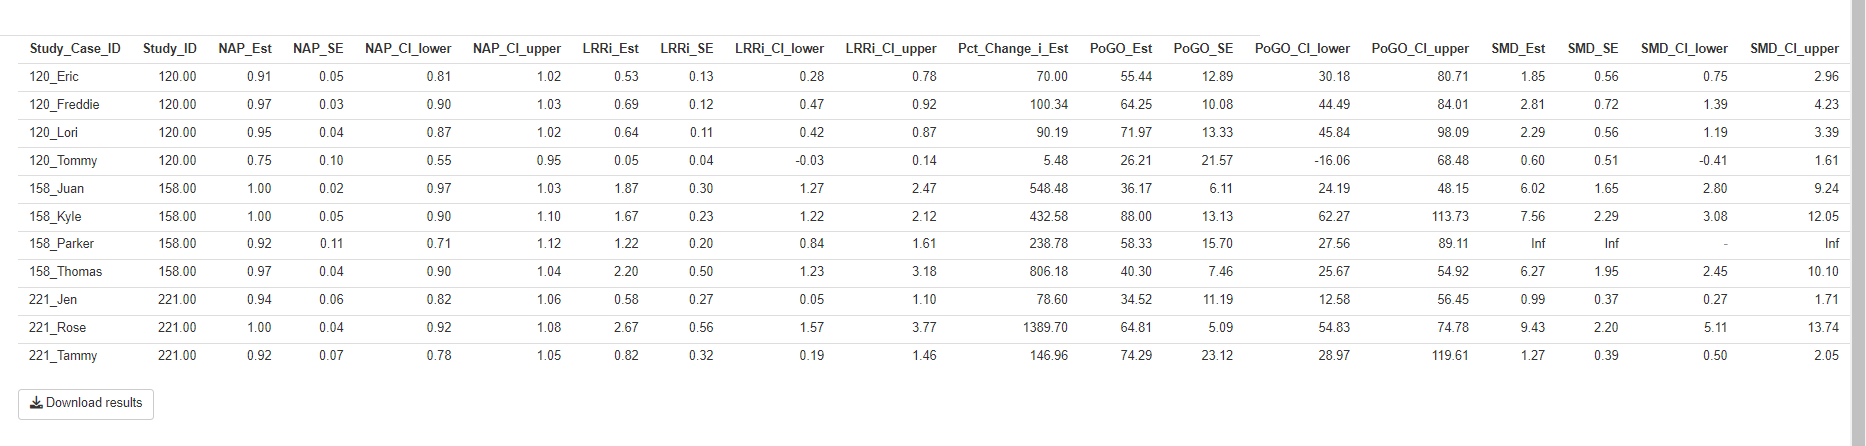 Study_Case_ID Study_ID NAP_Est NAP_SE NAP_CI_lower NAP_CI_upper LRRi_Est LRRi_SE LRRi_CI_lower LRRi_CI_upper Pct_Change_i_Est PoGO_Est PoGO_SE PoGO_CI_lower PoGO_CI_upper SMD_Est SMD_SE SMD_CI_lower SMD_CI_upper
120_Eric 120.00 0.91 0.05 0.81 1.02 0.53 0.13 0.28 0.78 70.00 55.44 12.89 30.18 80.71 1.85 0.56 0.75 2.96
120_Freddie 120.00 0.97 0.03 0.90 1.03 0.69 0.12 0.47 0.92 100.34 64.25 10.08 44.49 84.01 2.81 0.72 1.39 4.23
120_Lori 120.00 0.95 0.04 0.87 1.02 0.64 0.11 0.42 0.87 90.19 71.97 13.33 45.84 98.09 2.29 0.56 1.19 3.39
120_Tommy 120.00 0.75 0.10 0.55 0.95 0.05 0.04 -0.03 0.14 5.48 26.21 21.57 -16.06 68.48 0.60 0.51 -0.41 1.61
158_Juan 158.00 1.00 0.02 0.97 1.03 1.87 0.30 1.27 2.47 548.48 36.17 6.11 24.19 48.15 6.02 1.65 2.80 9.24
158_Kyle 158.00 1.00 0.05 0.90 1.10 1.67 0.23 1.22 2.12 432.58 88.00 13.13 62.27 113.73 7.56 2.29 3.08 12.05
158_Parker 158.00 0.92 0.11 0.71 1.12 1.22 0.20 0.84 1.61 238.78 58.33 15.70 27.56 89.11 Inf Inf - Inf
158_Thomas 158.00 0.97 0.04 0.90 1.04 2.20 0.50 1.23 3.18 806.18 40.30 7.46 25.67 54.92 6.27 1.95 2.45 10.10
221_Jen 221.00 0.94 0.06 0.82 1.06 0.58 0.27 0.05 1.10 78.60 34.52 11.19 12.58 56.45 0.99 0.37 0.27 1.71
221_Rose 221.00 1.00 0.04 0.92 1.08 2.67 0.56 1.57 3.77 1389.70 64.81 5.09 54.83 74.78 9.43 2.20 5.11 13.74
221_Tammy 221.00 0.92 0.07 0.78 1.05 0.82 0.32 0.19 1.46 146.96 74.29 23.12 28.97 119.61 1.27 0.39 0.50 2.05
Download results